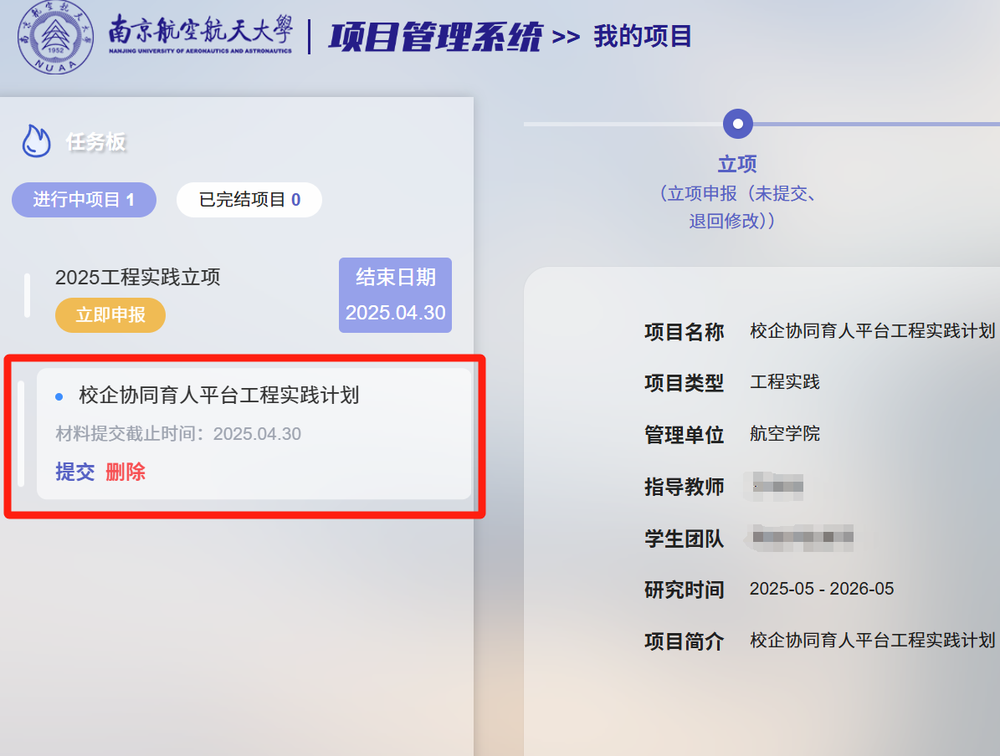 南京航空航天大學
NANJING UNIVERSITY OF AERONAUTICS AND ASTRONAUTICS
1952
NUAA
项目管理系统 >> 我的项目
任务板
进行中项目 1
已完结项目 0
2025工程实践立项
立即申报
结束日期
2025.04.30
校企协同育人平台工程实践计划
材料提交截止时间：2025.04.30
提交 删除
立项
（立项申报（未提交、
退回修改））
项目名称 校企协同育人平台工程实践计划
项目类型 工程实践
管理单位 航空学院
指导教师
学生团队
研究时间 2025-05 - 2026-05
项目简介 校企协同育人平台工程实践计划